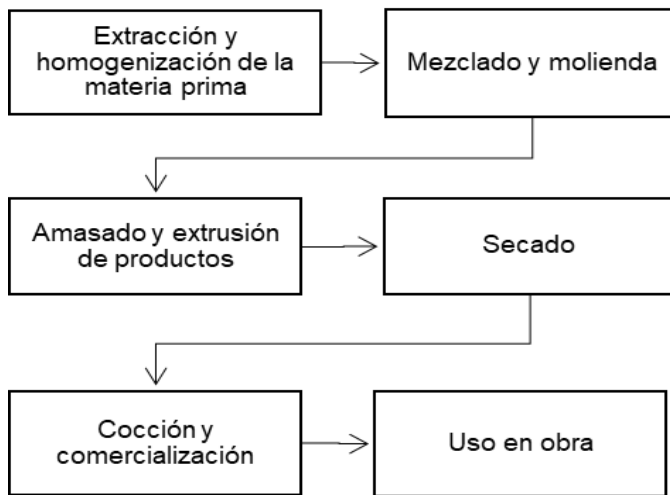 Extracción y
homogenización de la
materia prima
Mezclado y molienda
Amasado y extrusión
de productos
Secado
Cocción y
comercialización
Uso en obra